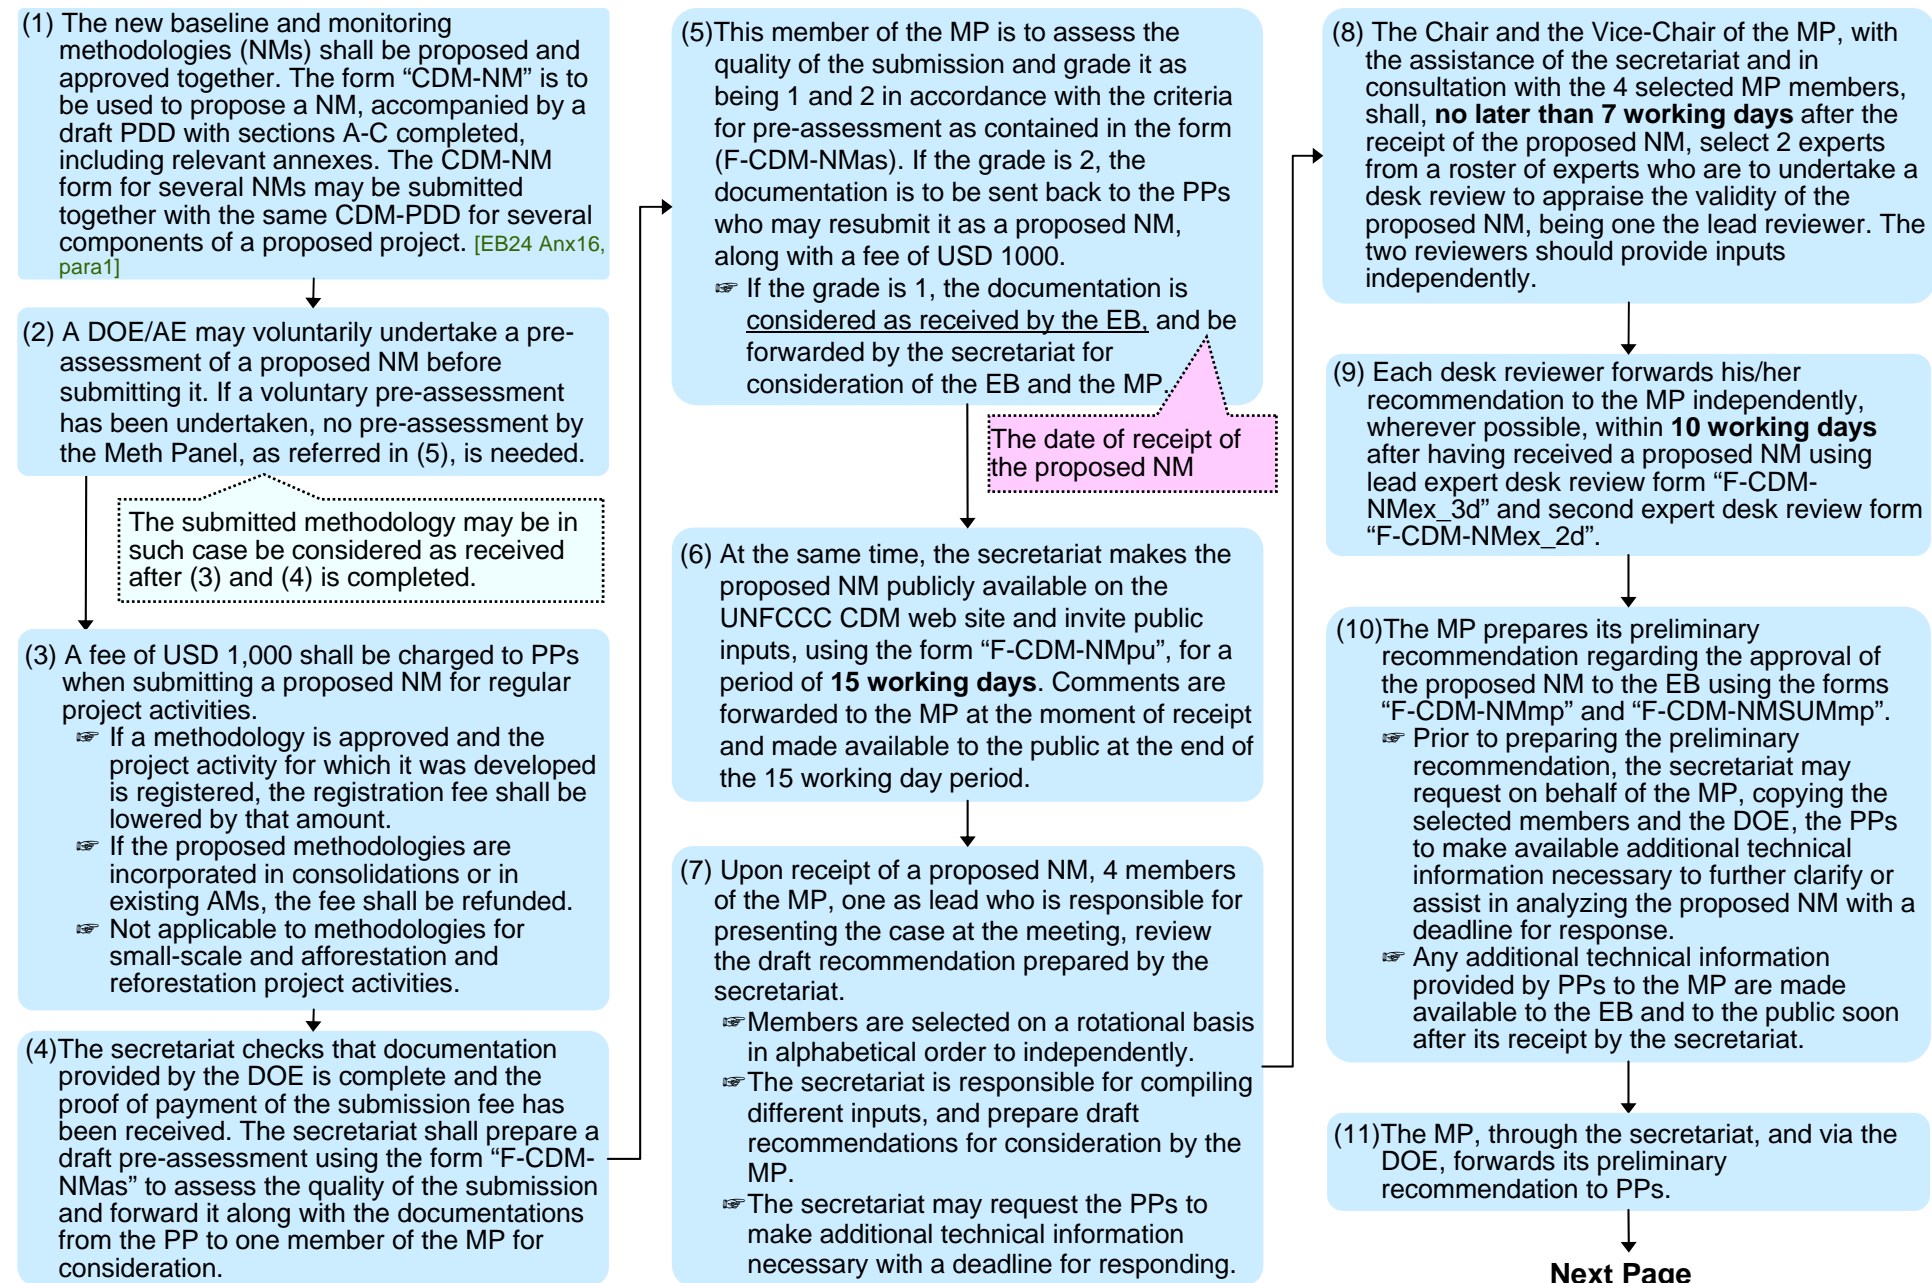 (1) The new baseline and monitoring
methodologies (NMs) shall be proposed and
approved together. The form “CDM-NM” is to
be used to propose a NM, accompanied by a
draft PDD with sections A-C completed,
including relevant annexes. The CDM-NM
form for several NMs may be submitted
together with the same CDM-PDD for several
components of a proposed project. [EB24 Anx16,
para1]
(2) A DOE/AE may voluntarily undertake a pre-
assessment of a proposed NM before
submitting it. If a voluntary pre-assessment
has been undertaken, no pre-assessment by
the Meth Panel, as referred in (5), is needed.
The submitted methodology may be in
such case be considered as received
after (3) and (4) is completed.
(3) A fee of USD 1,000 shall be charged to PPs
when submitting a proposed NM for regular
project activities.
☞ If a methodology is approved and the
project activity for which it was developed
is registered, the registration fee shall be
lowered by that amount.
☞ If the proposed methodologies are
incorporated in consolidations or in
existing AMs, the fee shall be refunded.
☞ Not applicable to methodologies for
small-scale and afforestation and
reforestation project activities.
(4)The secretariat checks that documentation
provided by the DOE is complete and the
proof of payment of the submission fee has
been received. The secretariat shall prepare a
draft pre-assessment using the form “F-CDM-
NMas” to assess the quality of the submission
and forward it along with the documentations
from the PP to one member of the MP for
consideration.
(5)This member of the MP is to assess the
quality of the submission and grade it as
being 1 and 2 in accordance with the criteria
for pre-assessment as contained in the form
(F-CDM-NMas). If the grade is 2, the
documentation is to be sent back to the PPs
who may resubmit it as a proposed NM,
along with a fee of USD 1000.
☞ If the grade is 1, the documentation is
considered as received by the EB, and be
forwarded by the secretariat for
consideration of the EB and the MP.
The date of receipt of
the proposed NM
(6) At the same time, the secretariat makes the
proposed NM publicly available on the
UNFCCC CDM web site and invite public
inputs, using the form “F-CDM-NMpu”, for a
period of 15 working days. Comments are
forwarded to the MP at the moment of receipt
and made available to the public at the end of
the 15 working day period.
(7) Upon receipt of a proposed NM, 4 members
of the MP, one as lead who is responsible for
presenting the case at the meeting, review
the draft recommendation prepared by the
secretariat.
☞Members are selected on a rotational basis
in alphabetical order to independently.
☞The secretariat is responsible for compiling
different inputs, and prepare draft
recommendations for consideration by the
MP.
☞The secretariat may request the PPs to
make additional technical information
necessary with a deadline for responding.
(8) The Chair and the Vice-Chair of the MP, with
the assistance of the secretariat and in
consultation with the 4 selected MP members,
shall, no later than 7 working days after the
receipt of the proposed NM, select 2 experts
from a roster of experts who are to undertake a
desk review to appraise the validity of the
proposed NM, being one the lead reviewer. The
two reviewers should provide inputs
independently.
(9) Each desk reviewer forwards his/her
recommendation to the MP independently,
wherever possible, within 10 working days
after having received a proposed NM using
lead expert desk review form “F-CDM-
NMex_3d” and second expert desk review form
“F-CDM-NMex_2d”.
(10)The MP prepares its preliminary
recommendation regarding the approval of
the proposed NM to the EB using the forms
“F-CDM-NMmp” and “F-CDM-NMSUMmp”.
☞ Prior to preparing the preliminary
recommendation, the secretariat may
request on behalf of the MP, copying the
selected members and the DOE, the PPs
to make available additional technical
information necessary to further clarify or
assist in analyzing the proposed NM with a
deadline for response.
☞ Any additional technical information
provided by PPs to the MP are made
available to the EB and to the public soon
after its receipt by the secretariat.
(11)The MP, through the secretariat, and via the
DOE, forwards its preliminary
recommendation to PPs.
Next Page